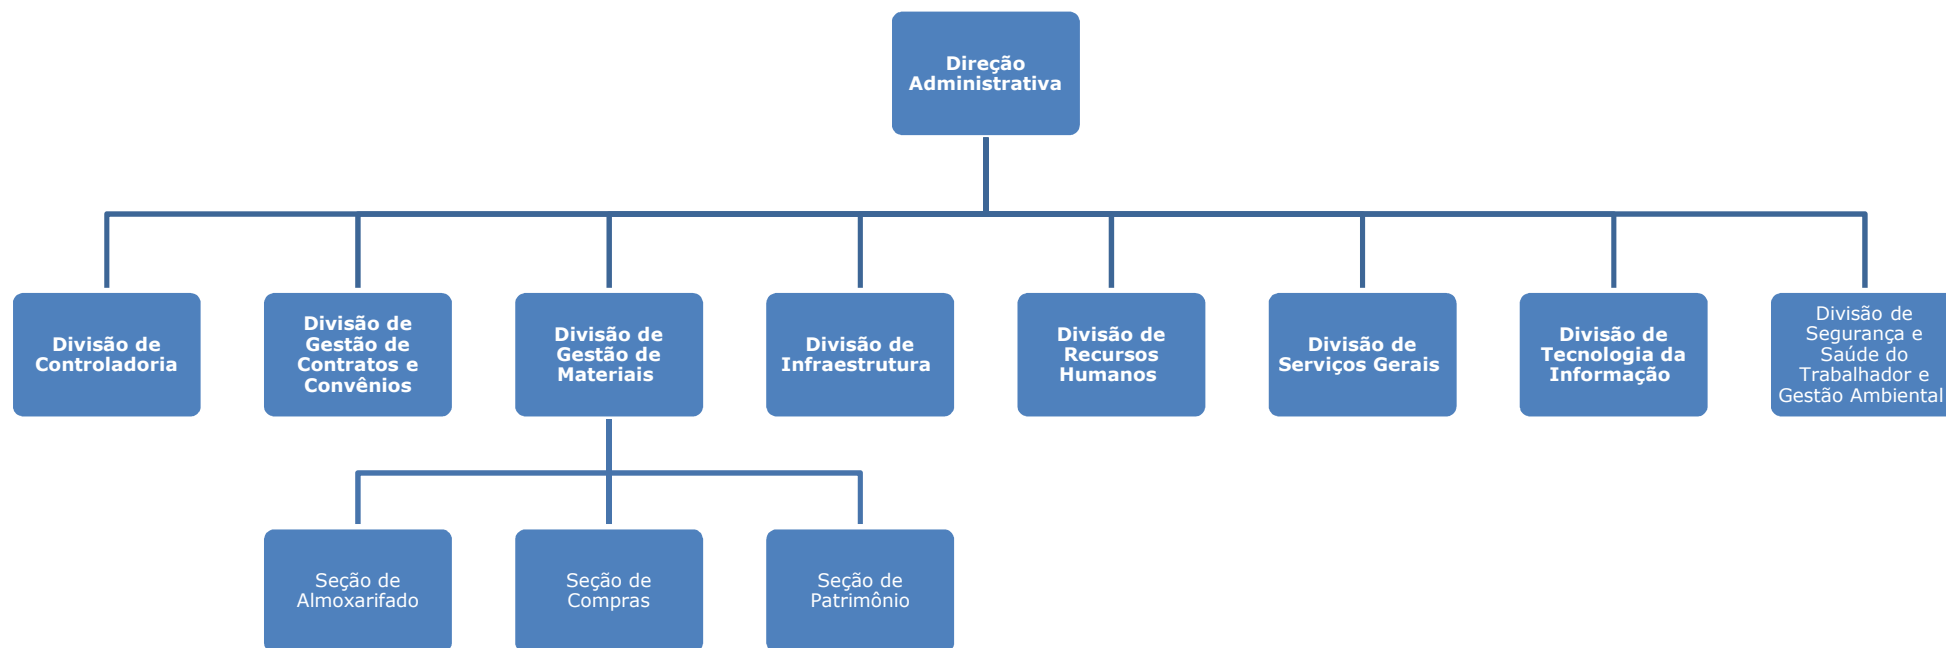 Direção
Administrativa
Divisão de
Controladoria
Divisão de
Gestão de
Contratos e
Convênios
Divisão de
Gestão de
Materiais
Divisão de
Infraestrutura
Divisão de
Recursos
Humanos
Divisão de
Serviços Gerais
Divisão de
Tecnologia da
Informação
Divisão de
Segurança e
Saúde do
Trabalhador e
Gestão Ambiental
Seção de
Almoxarifado
Seção de
Compras
Seção de
Patrimônio